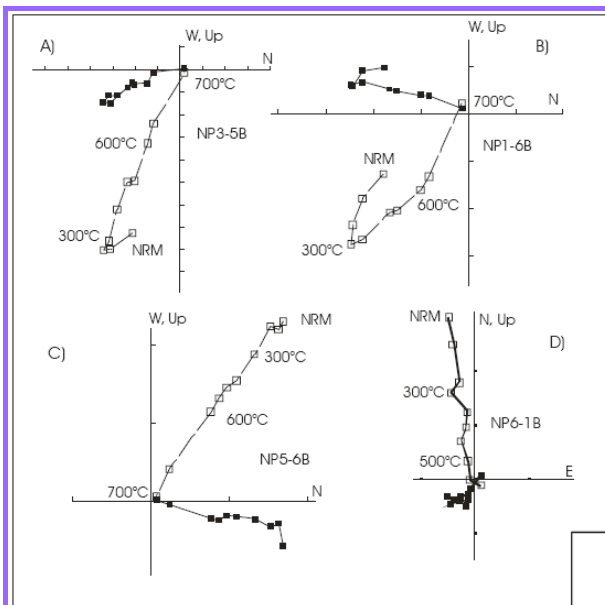 A)
W, Up
N
700°C
600°C
NP3-5B
300°C
NRM
B)
W, Up
700°C
N
NP1-6B
NRM
600°C
300°C
C)
W, Up
NRM
300°C
600°C
NP5-6B
700°C
N
D)
NRM
N, Up
300°C
NP6-1B
500°C
E